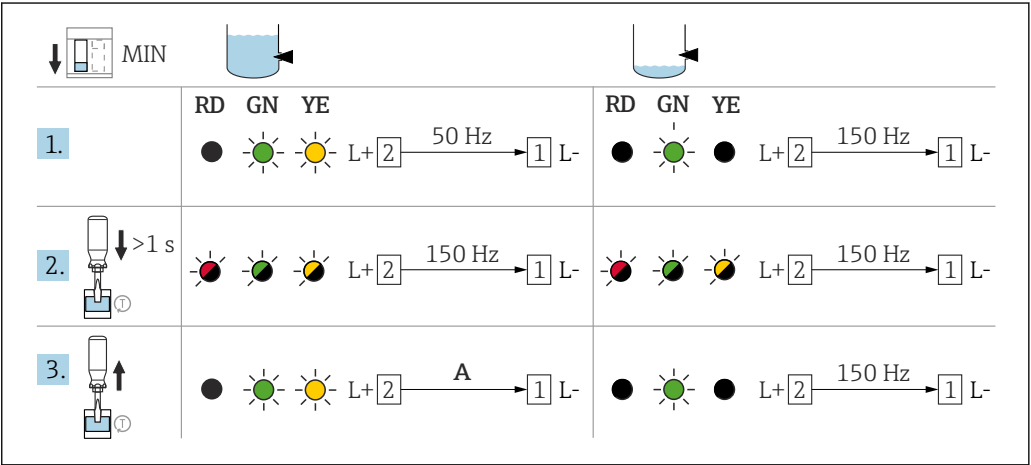 MIN
RD GN YE RD GN YE
1. L+ 2 50 Hz 1 L- L+ 2 150 Hz 1 L-
2. >1 s T L+ 2 150 Hz 1 L- L+ 2 150 Hz 1 L-
3. T L+ 2 A 1 L- L+ 2 150 Hz 1 L-